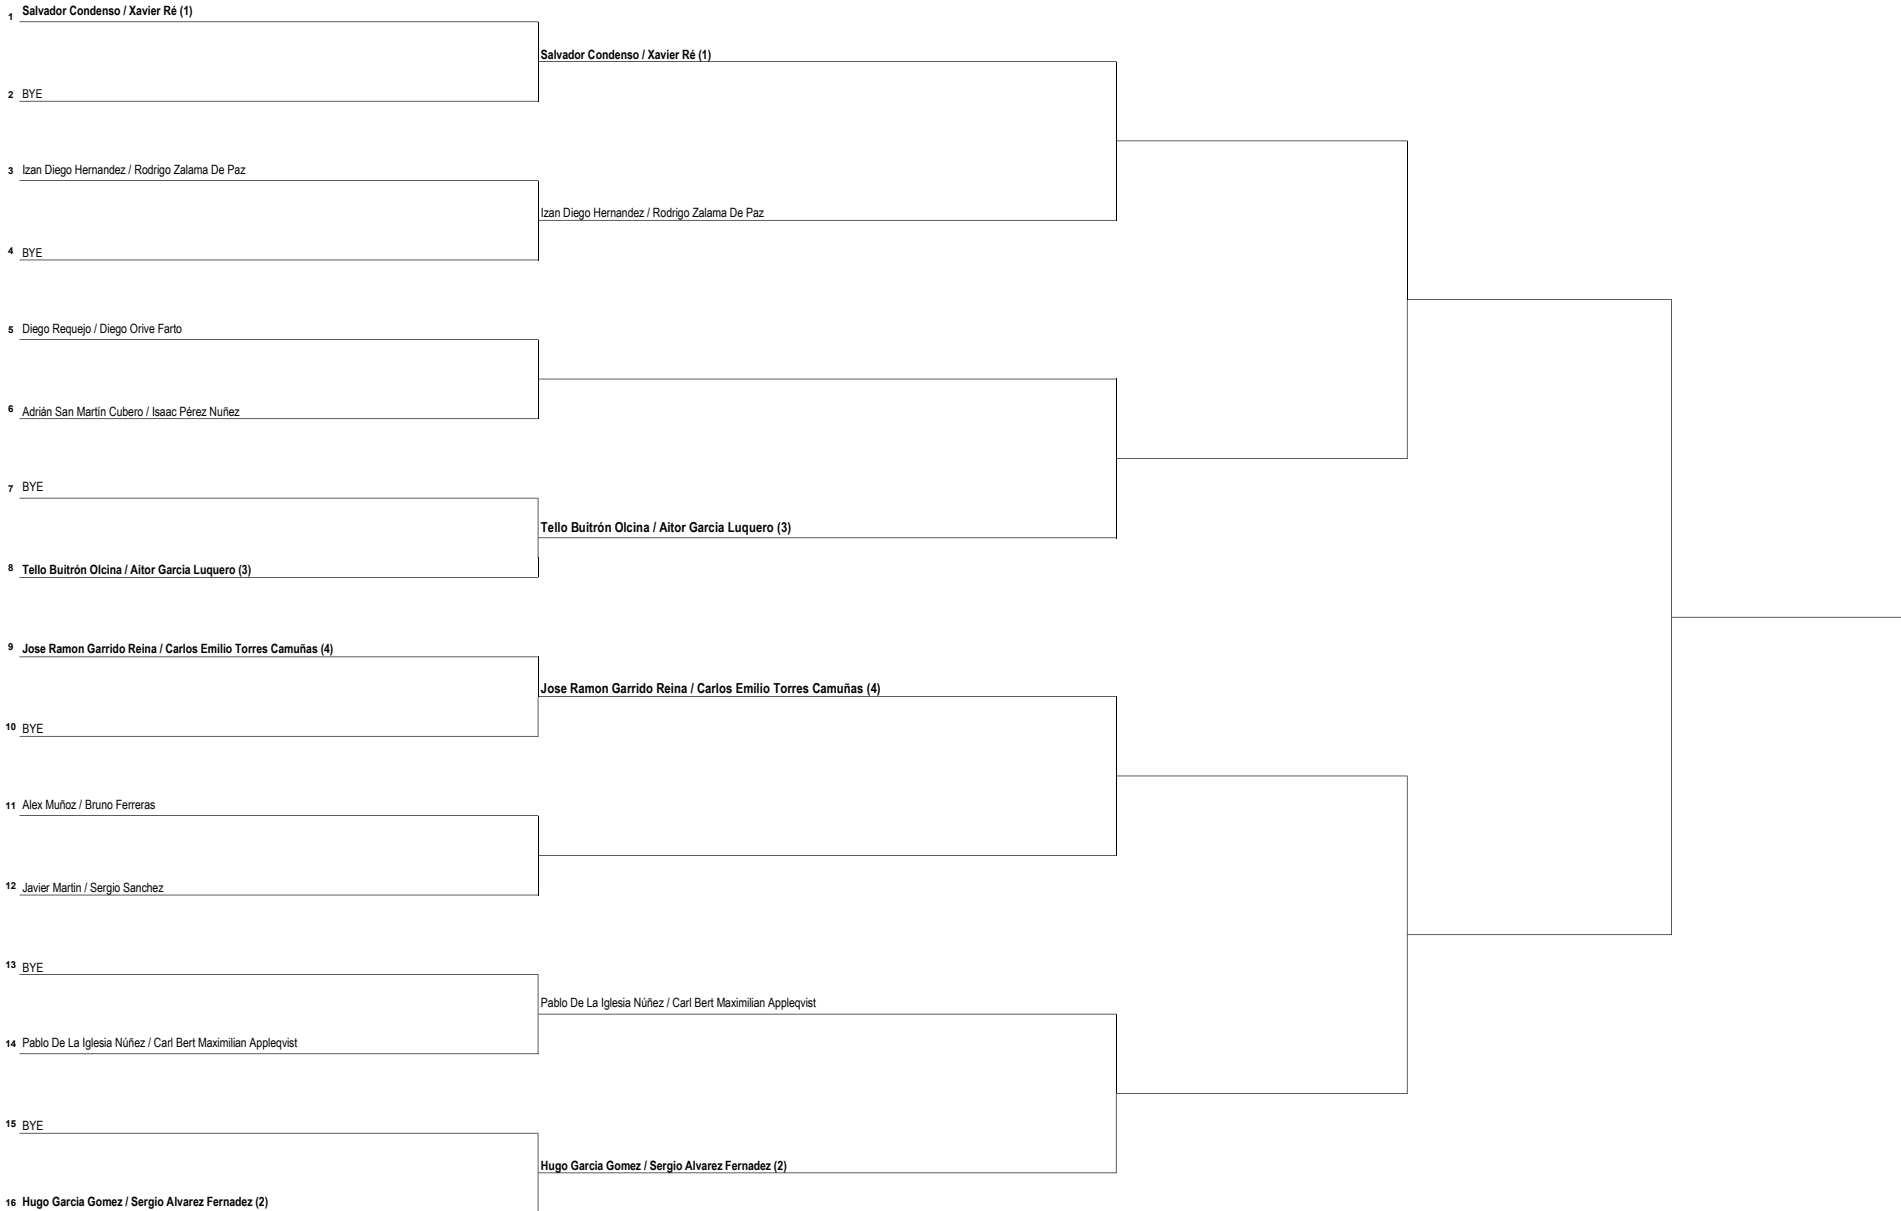 1 Salvador Condenso / Xavier Ré (1)
Salvador Condenso / Xavier Ré (1)
2 BYE
3 Izan Diego Hernandez / Rodrigo Zalama De Paz
Izan Diego Hernandez / Rodrigo Zalama De Paz
4 BYE
5 Diego Requejo / Diego Orive Farto
6 Adrián San Martín Cubero / Isaac Pérez Nuñez
7 BYE
Tello Buitrón Olcina / Aitor Garcia Luquero (3)
8 Tello Buitrón Olcina / Aitor Garcia Luquero (3)
9 Jose Ramon Garrido Reina / Carlos Emilio Torres Camuñas (4)
Jose Ramon Garrido Reina / Carlos Emilio Torres Camuñas (4)
10 BYE
11 Alex Muñoz / Bruno Ferreras
12 Javier Martin / Sergio Sanchez
13 BYE
Pablo De La Iglesia Núñez / Carl Bert Maximilian Appleqvist
14 Pablo De La Iglesia Núñez / Carl Bert Maximilian Appleqvist
15 BYE
Hugo Garcia Gomez / Sergio Alvarez Fernadez (2)
16 Hugo Garcia Gomez / Sergio Alvarez Fernadez (2)